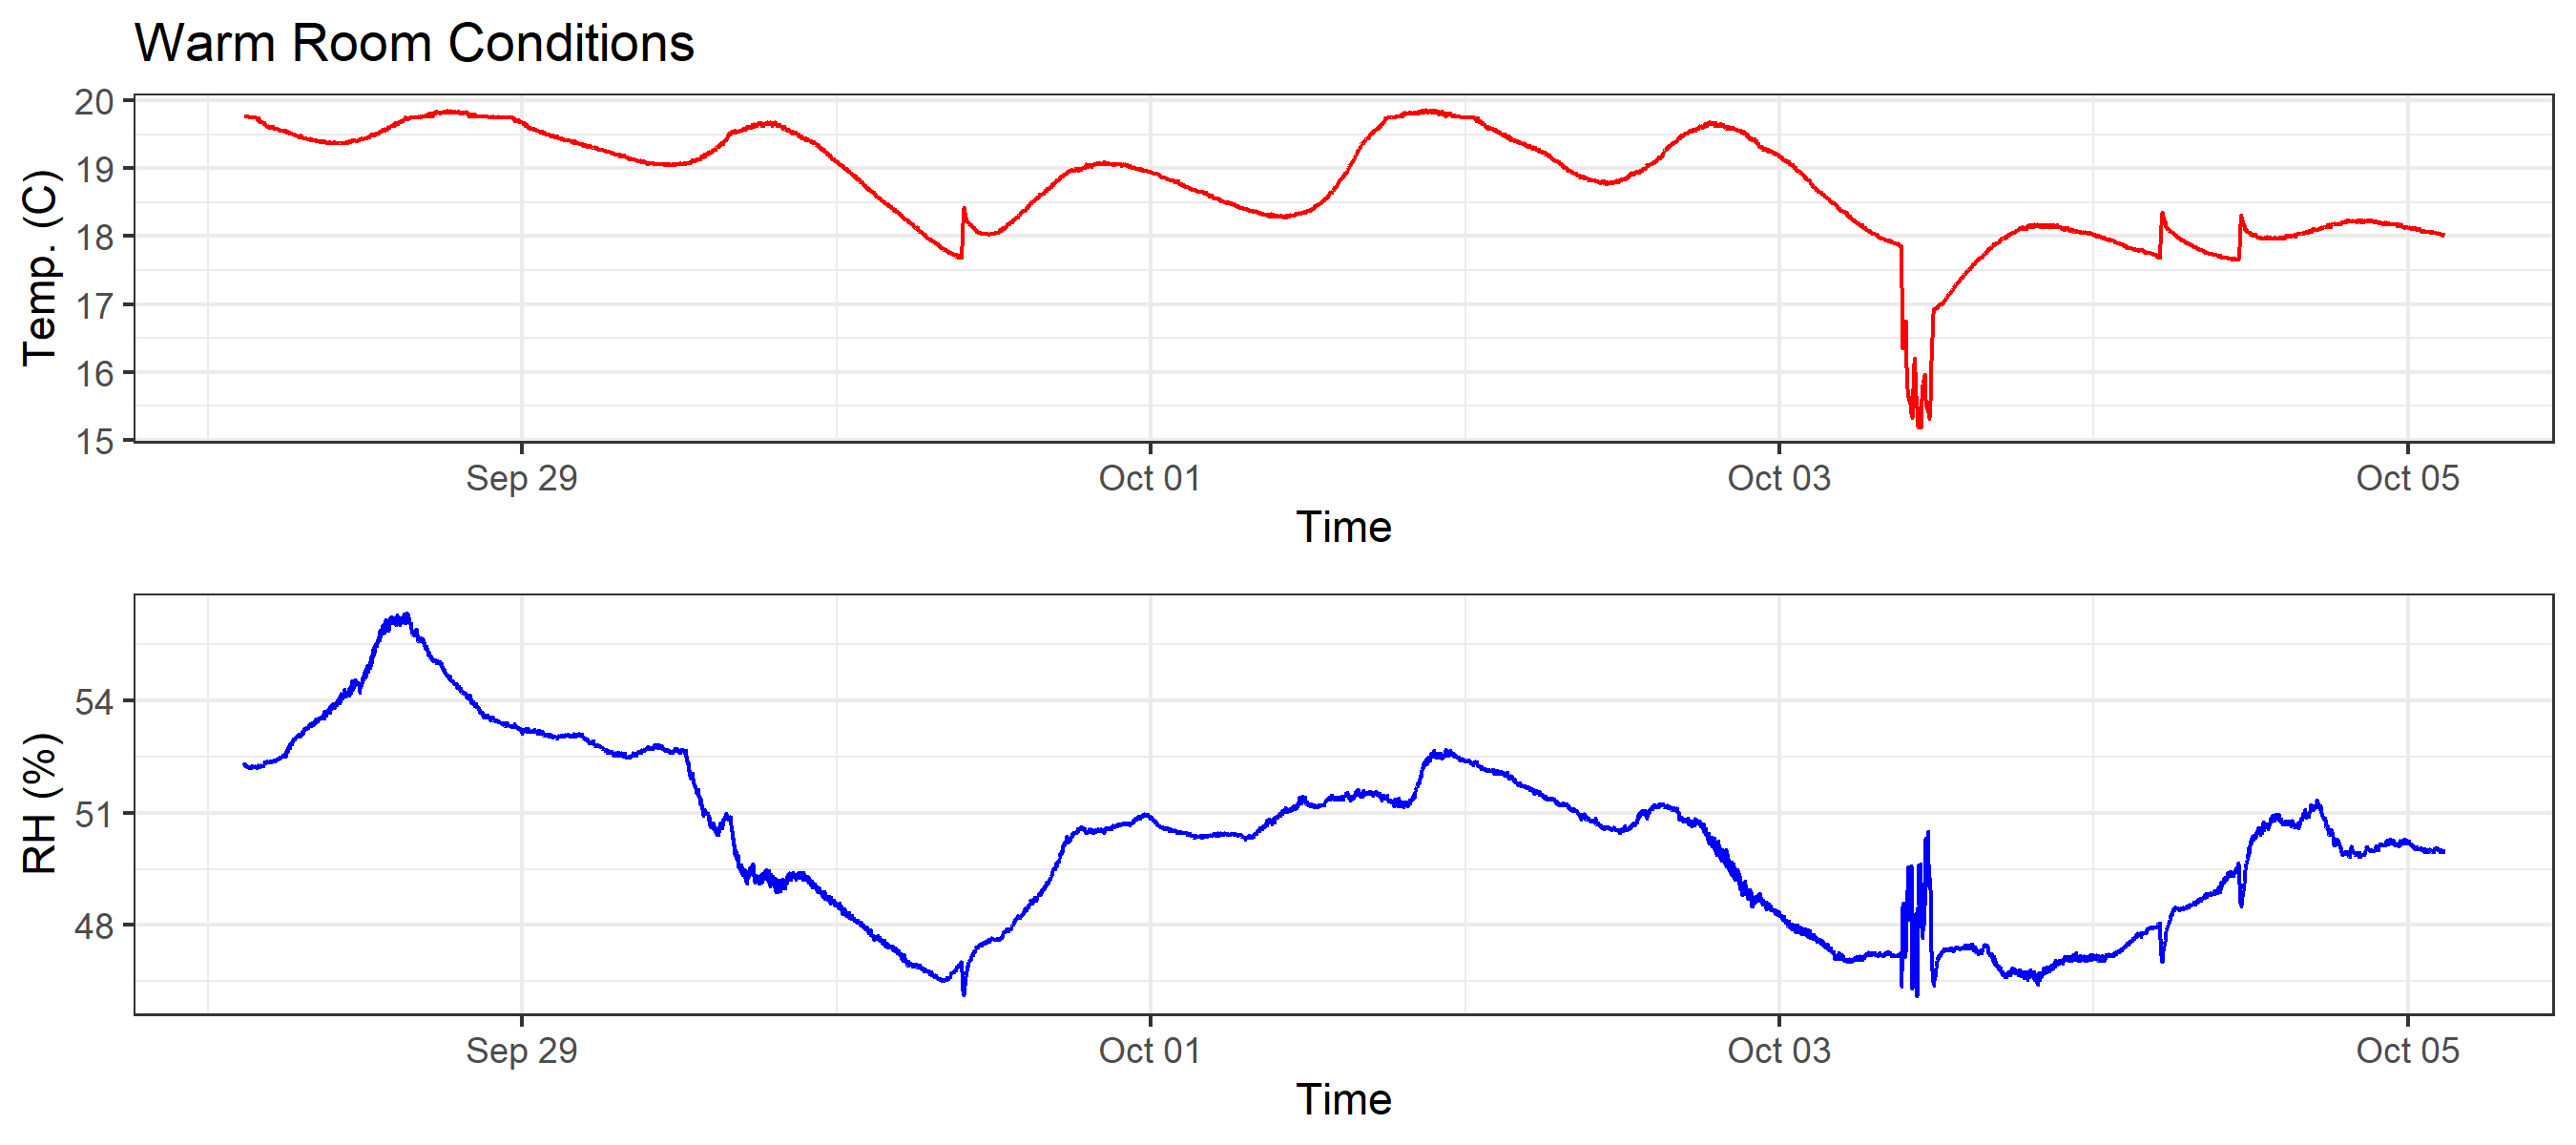 Warm Room Conditions
20
19
18
17
16
15
Temp. (C)
Sep 29 Oct 01 Oct 03 Oct 05
Time
54
51
48
RH (%)
Sep 29 Oct 01 Oct 03 Oct 05
Time